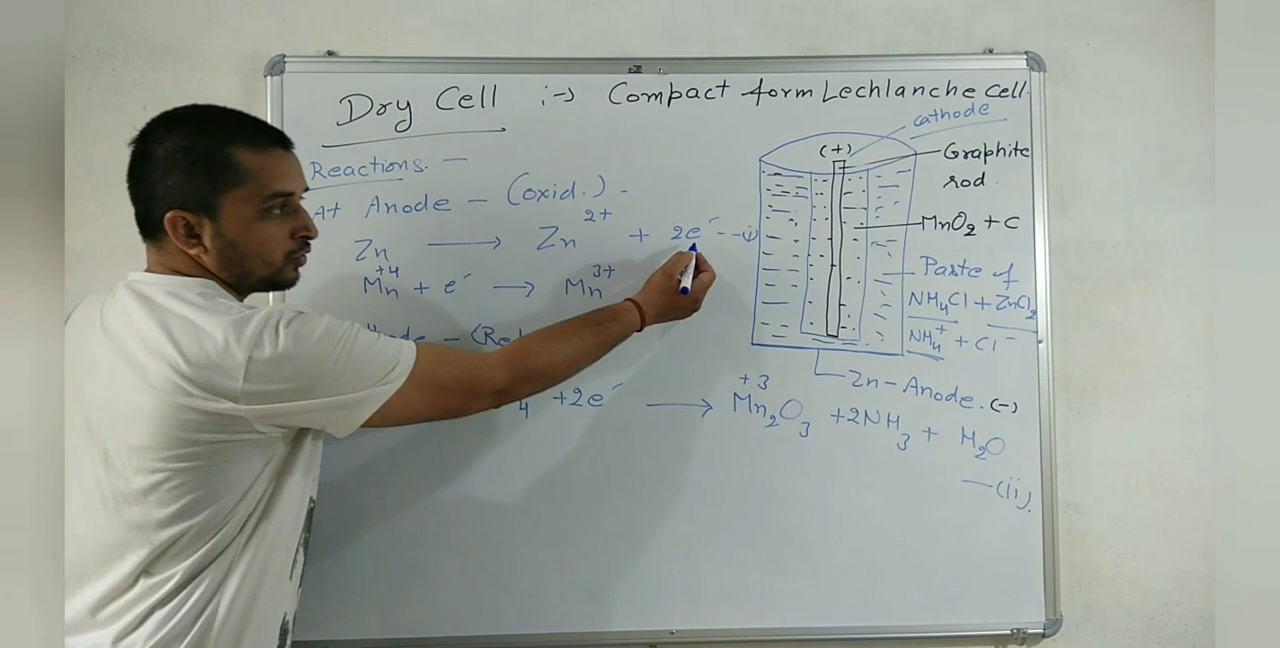 Dry Cell :-> Compact form Lechlanche Cell.
Reactions. -
At Anode - (oxid.) -
Zn ⟶ Zn²⁺ + 2e⁻ --(i)
Mn⁺⁴ + e⁻ ⟶ Mn³⁺
4 +2e⁻ ⟶ Mn₂O₃ +2NH₃ + H₂O
+3
—(ii).
cathode
(+)
Graphite
rod.
MnO₂ + C
Paste of
NH₄Cl + ZnCl₂
NH₄⁺ + Cl⁻
Zn-Anode. (-)